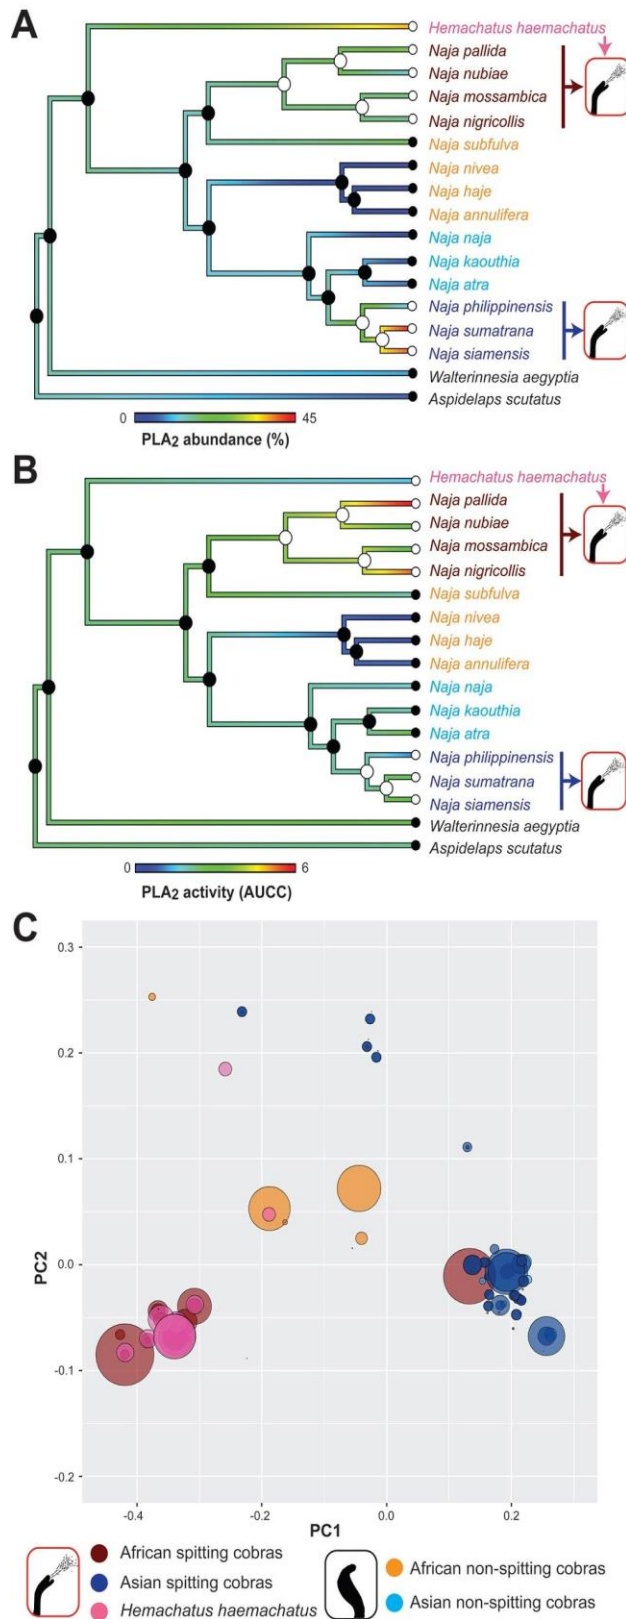 A
Hemachatus haemachatus
Naja pallida
Naja nubiae
Naja mossambica
Naja nigricollis
Naja subfulva
Naja nivea
Naja haje
Naja annulifera
Naja naja
Naja kaouthia
Naja atra
Naja philippinensis
Naja sumatrana
Naja siamensis
Walterinnesia aegyptia
Aspidelaps scutatus
0 45
PLA2 abundance (%)
B
Hemachatus haemachatus
Naja pallida
Naja nubiae
Naja mossambica
Naja nigricollis
Naja subfulva
Naja nivea
Naja haje
Naja annulifera
Naja naja
Naja kaouthia
Naja atra
Naja philippinensis
Naja sumatrana
Naja siamensis
Walterinnesia aegyptia
Aspidelaps scutatus
0 6
PLA2 activity (AUCC)
C
0.3
0.2
0.1
0.0
-0.1
-0.2
PC2
-0.4 -0.2 0.0 0.2
PC1
African spitting cobras
Asian spitting cobras
Hemachatus haemachatus
African non-spitting cobras
Asian non-spitting cobras